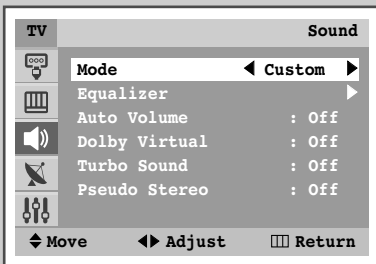 TV Sound
Mode ◀ Custom ▶
Equalizer ▶
Auto Volume : Off
Dolby Virtual : Off
Turbo Sound : Off
Pseudo Stereo : Off
Move Adjust Return